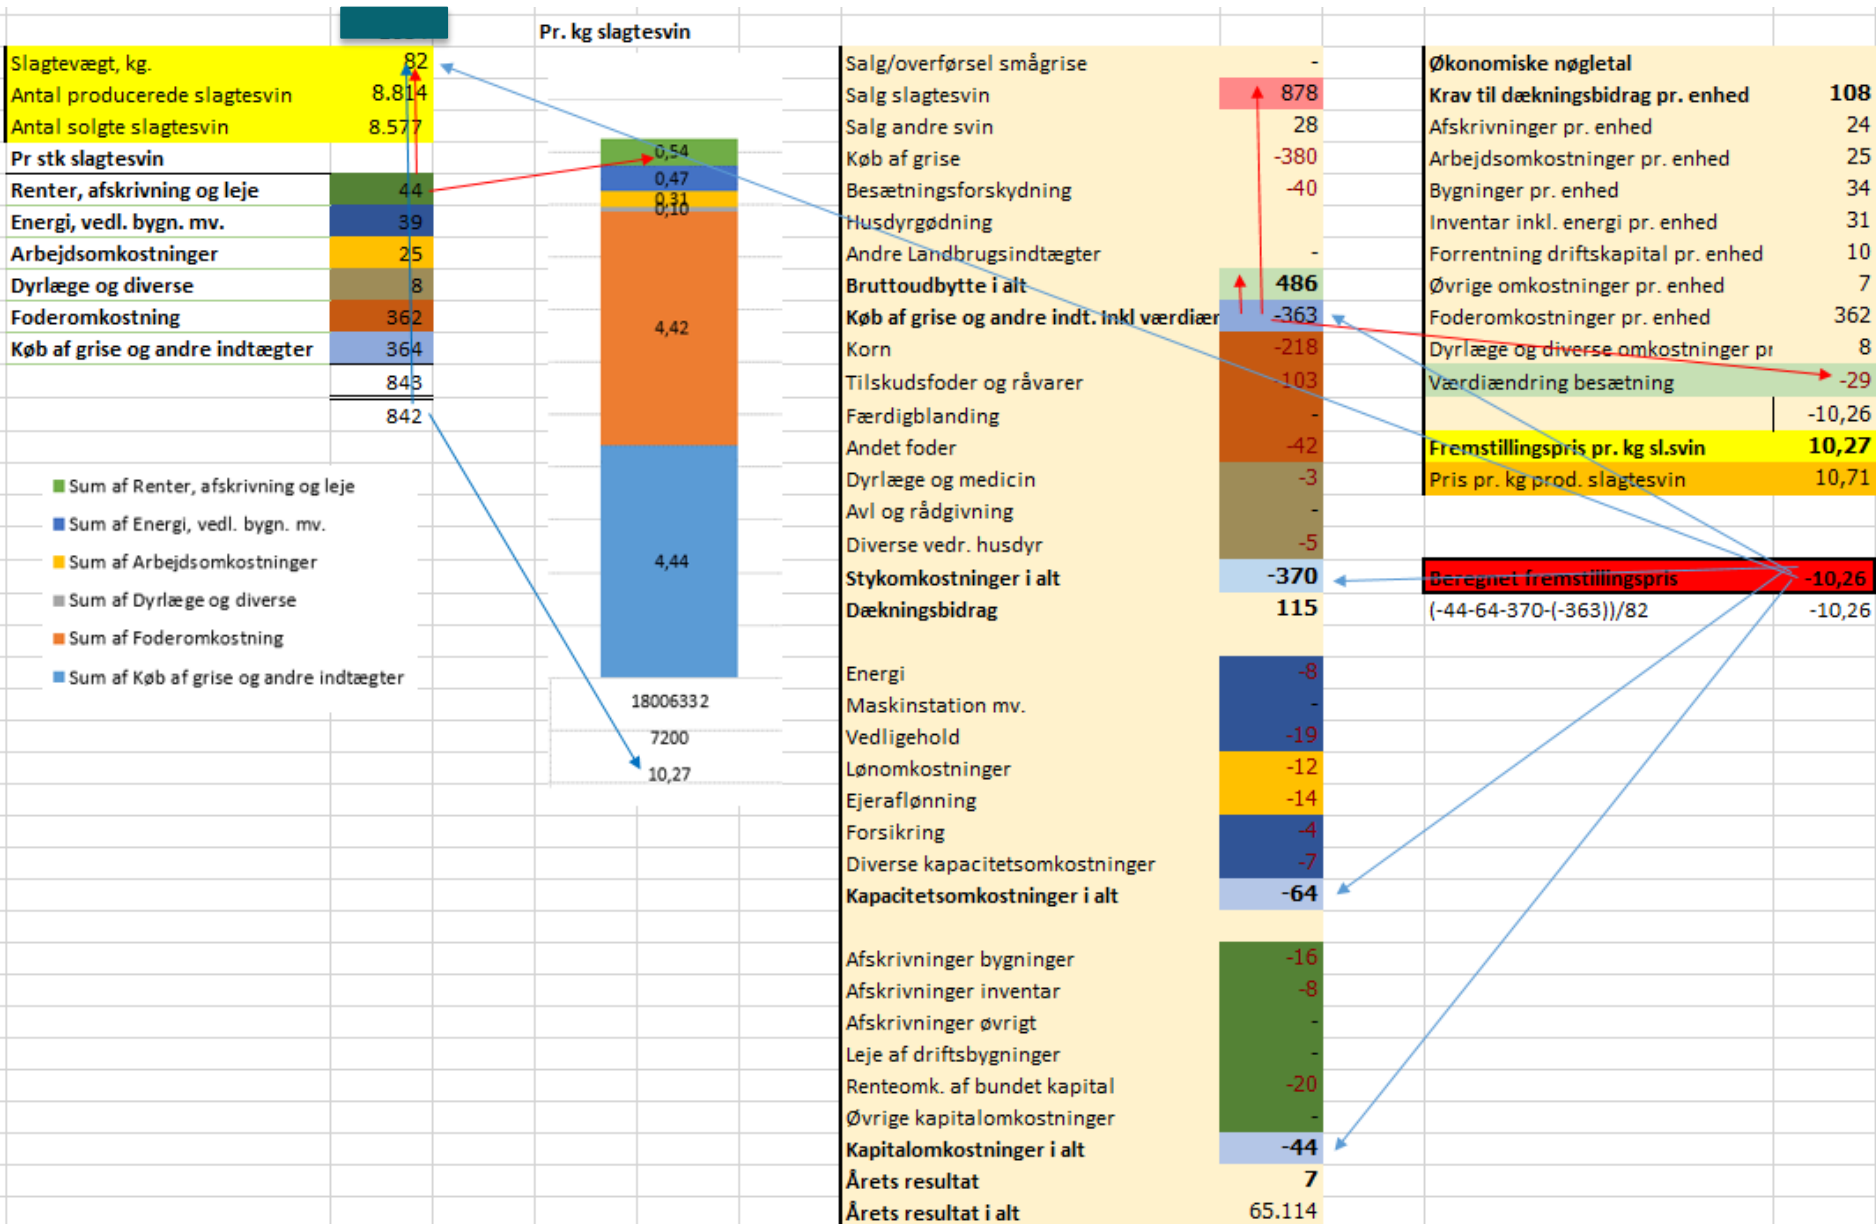 Slagtevægt, kg. 82
Antal producerede slagtesvin 8.814
Antal solgte slagtesvin 8.577
Pr stk slagtesvin
Renter, afskrivning og leje 44
Energi, vedl. bygn. mv. 39
Arbejdsomkostninger 25
Dyrlæge og diverse 8
Foderomkostning 362
Køb af grise og andre indtægter 364
843
842
Sum af Renter, afskrivning og leje
Sum af Energi, vedl. bygn. mv.
Sum af Arbejdsomkostninger
Sum af Dyrlæge og diverse
Sum af Foderomkostning
Sum af Køb af grise og andre indtægter
Pr. kg slagtesvin
0,54
0,47
0,31
0,10
4,42
4,44
18006332
7200
10,27
Salg/overførsel smågrise -
Salg slagtesvin 878
Salg andre svin 28
Køb af grise -380
Besætningsforskydning -40
Husdyrgødning
Andre Landbrugsindtægter -
Bruttoudbytte i alt 486
Køb af grise og andre indt. inkl værdiær -363
Korn -218
Tilskudsfoder og råvarer -103
Færdigblanding -
Andet foder -42
Dyrlæge og medicin -3
Avl og rådgivning -
Diverse vedr. husdyr -5
Stykomkostninger i alt -370
Dækningsbidrag 115
Energi -8
Maskinstation mv. -
Vedligehold -19
Lønomkostninger -12
Ejeraflønning -14
Forsikring -4
Diverse kapacitetsomkostninger -7
Kapacitetsomkostninger i alt -64
Afskrivninger bygninger -16
Afskrivninger inventar -8
Afskrivninger øvrigt -
Leje af driftsbygninger -
Renteomk. af bundet kapital -20
Øvrige kapitalomkostninger -
Kapitalomkostninger i alt -44
Årets resultat 7
Årets resultat i alt 65.114
Økonomiske nøgletal
Krav til dækningsbidrag pr. enhed 108
Afskrivninger pr. enhed 24
Arbejdsomkostninger pr. enhed 25
Bygninger pr. enhed 34
Inventar inkl. energi pr. enhed 31
Forrentning driftskapital pr. enhed 10
Øvrige omkostninger pr. enhed 7
Foderomkostninger pr. enhed 362
Dyrlæge og diverse omkostninger pr 8
Værdiændring besætning -29
-10,26
Fremstillingspris pr. kg sl.svin 10,27
Pris pr. kg prod. slagtesvin 10,71
Beregnet fremstillingspris -10,26
(-44-64-370-(-363))/82 -10,26